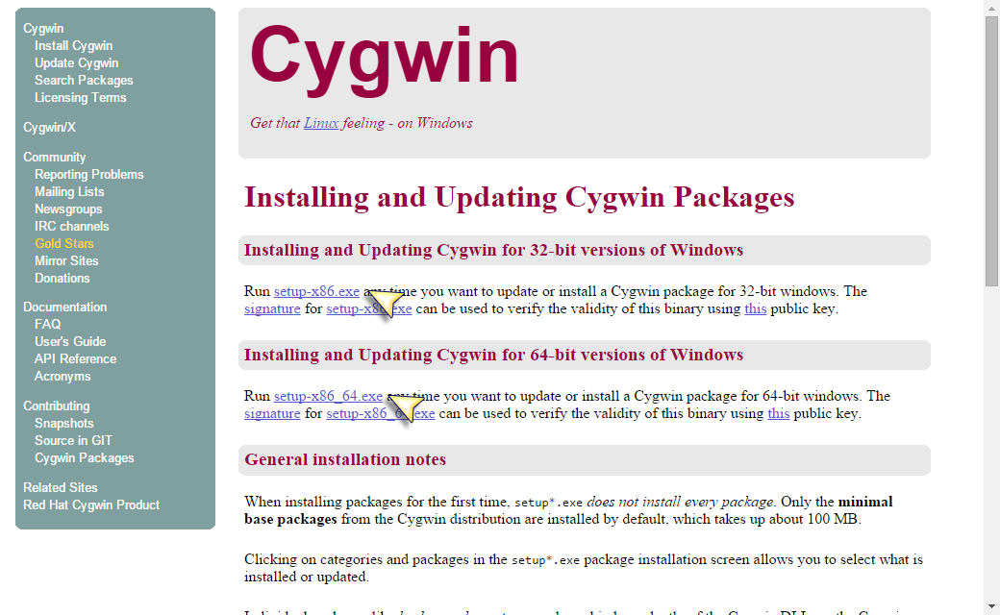 Cygwin
Install Cygwin
Update Cygwin
Search Packages
Licensing Terms
Cygwin/X
Community
Reporting Problems
Mailing Lists
Newsgroups
IRC channels
Gold Stars
Mirror Sites
Donations
Documentation
FAQ
User's Guide
API Reference
Acronyms
Contributing
Snapshots
Source in GIT
Cygwin Packages
Related Sites
Red Hat Cygwin Product
Cygwin
Get that Linux feeling - on Windows
Installing and Updating Cygwin Packages
Installing and Updating Cygwin for 32-bit versions of Windows
Run setup-x86.exe any time you want to update or install a Cygwin package for 32-bit windows. The
signature for setup-x86.exe can be used to verify the validity of this binary using this public key.
Installing and Updating Cygwin for 64-bit versions of Windows
Run setup-x86_64.exe any time you want to update or install a Cygwin package for 64-bit windows. The
signature for setup-x86_64.exe can be used to verify the validity of this binary using this public key.
General installation notes
When installing packages for the first time, setup*.exe does not install every package. Only the minimal
base packages from the Cygwin distribution are installed by default, which takes up about 100 MB.
Clicking on categories and packages in the setup*.exe package installation screen allows you to select what is
installed or updated.